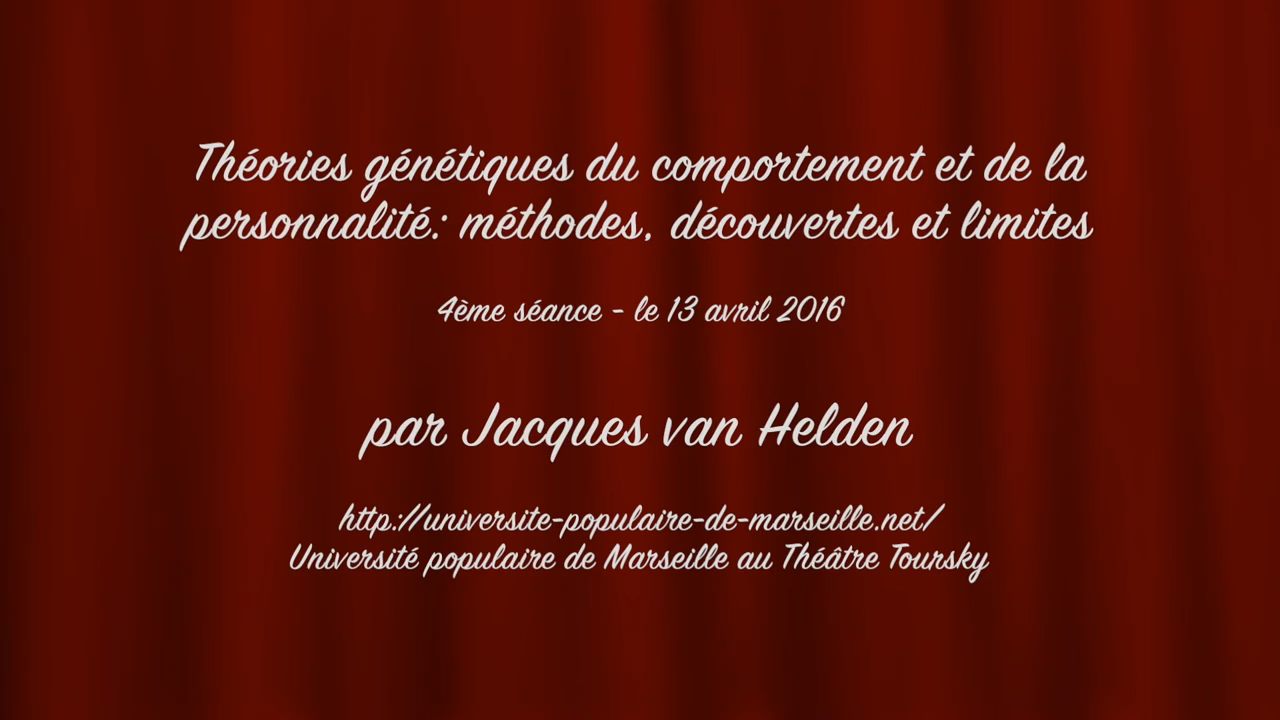 Théories génétiques du comportement et de la
personnalité: méthodes, découvertes et limites
4ème séance - le 13 avril 2016
par Jacques van Helden
http://universite-populaire-de-marseille.net/
Université populaire de Marseille au Théâtre Toursky